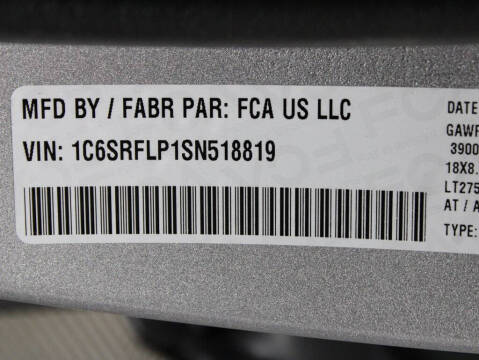 MFD BY / FABR PAR: FCA US LLC
VIN: 1C6SRFLP1SN518819
DATE
GAWR
3900
18X8.
LT275
AT / A
TYPE: